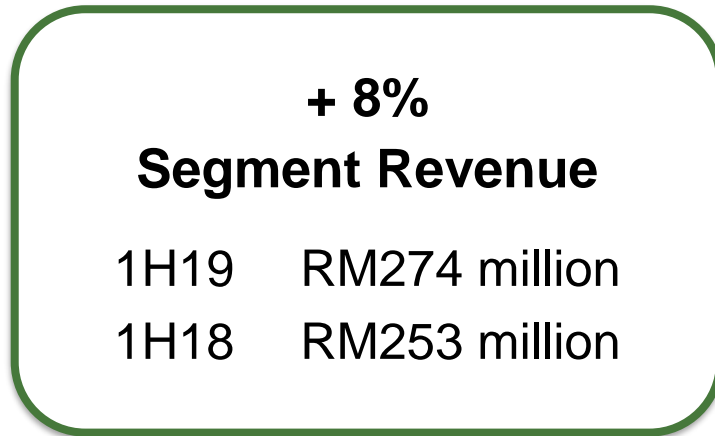 + 8%
Segment Revenue
1H19 RM274 million
1H18 RM253 million